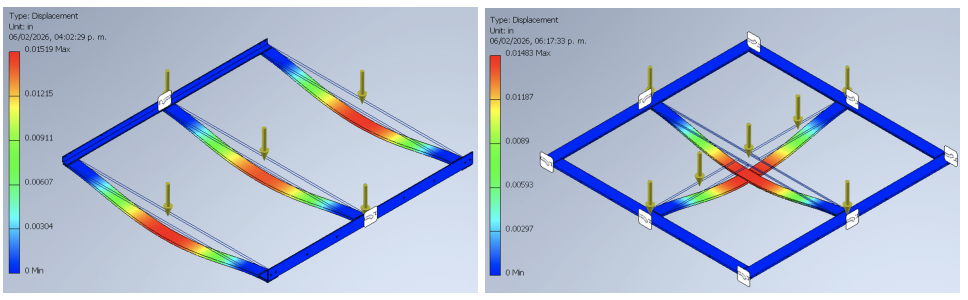 Type: Displacement
Unit: in
06/02/2026, 04:02:29 p. m.
0.01519 Max
0.01215
0.00911
0.00607
0.00304
0 Min
Type: Displacement
Unit: in
06/02/2026, 06:17:33 p. m.
0.01483 Max
0.01187
0.0089
0.00593
0.00297
0 Min